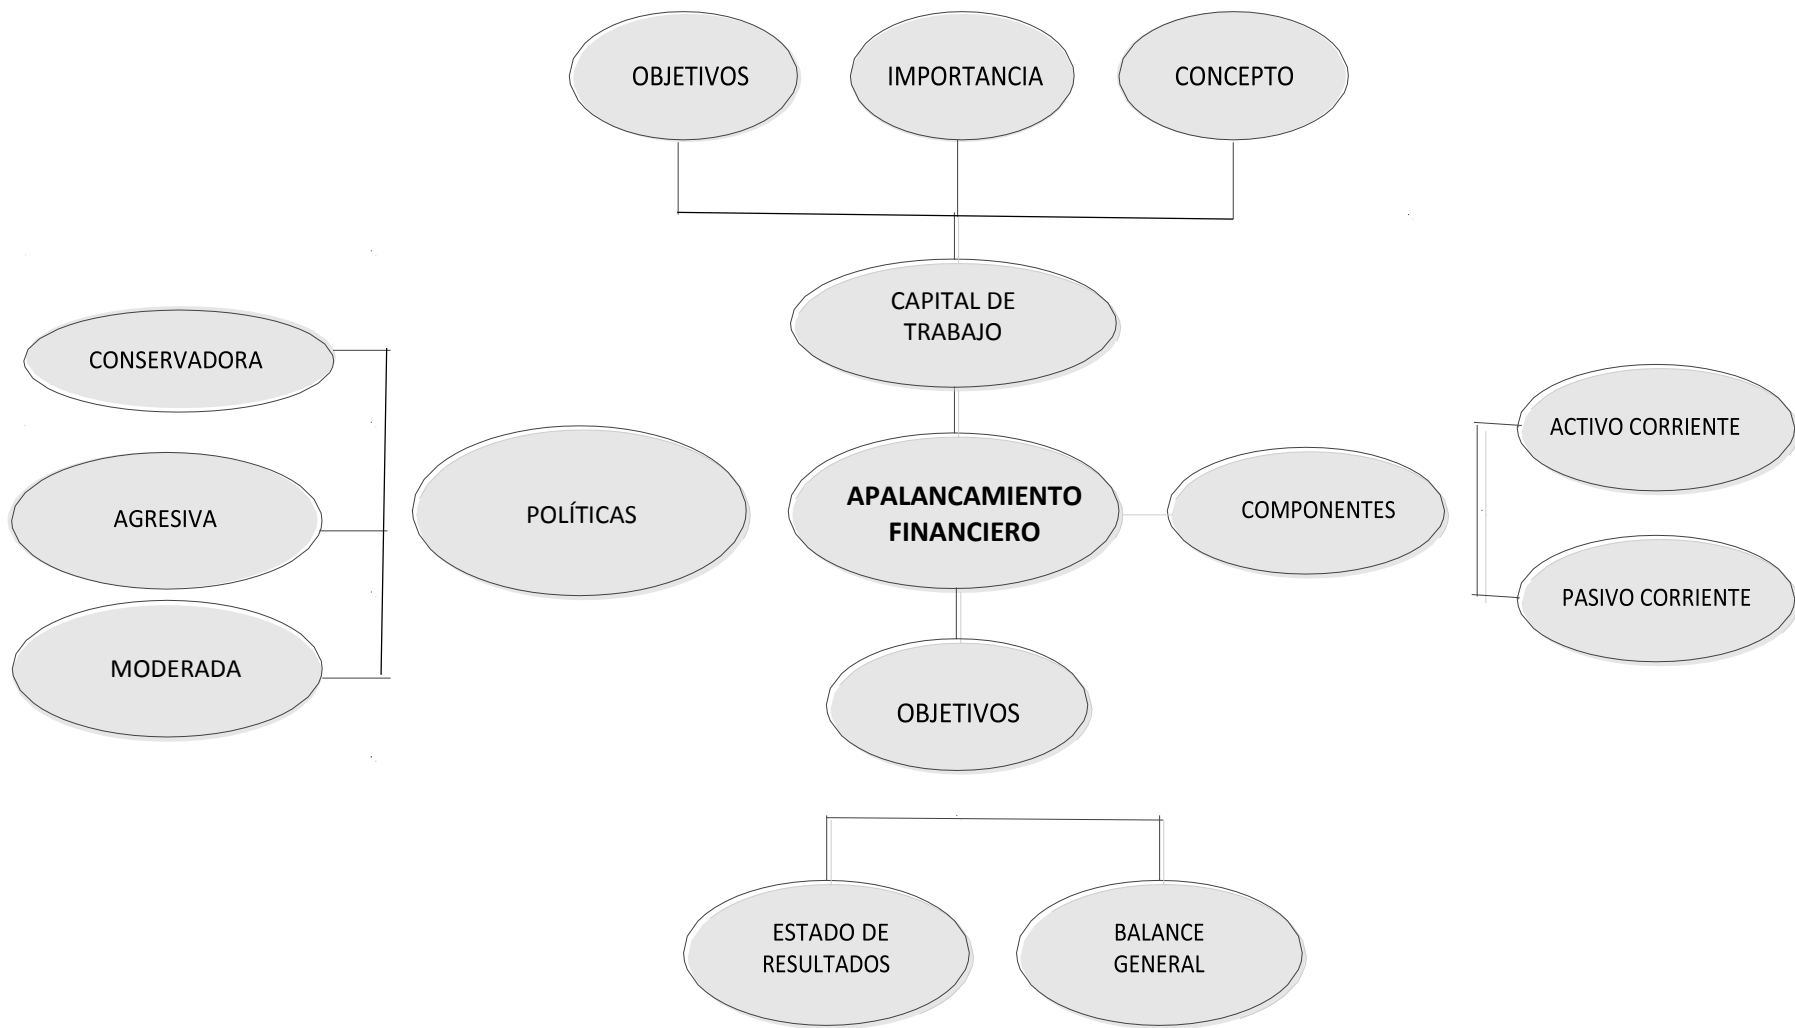 OBJETIVOS
IMPORTANCIA
CONCEPTO
CAPITAL DE
TRABAJO
CONSERVADORA
AGRESIVA
MODERADA
POLÍTICAS
APALANCAMIENTO
FINANCIERO
COMPONENTES
ACTIVO CORRIENTE
PASIVO CORRIENTE
OBJETIVOS
ESTADO DE
RESULTADOS
BALANCE
GENERAL